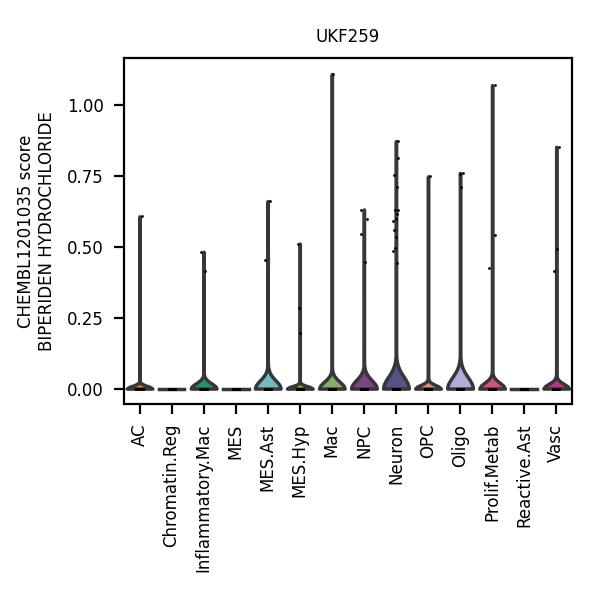 UKF259
CHEMBL1201035 score
BIPERIDEN HYDROCHLORIDE
1.00
0.75
0.50
0.25
0.00
AC
Chromatin.Reg
Inflammatory.Mac
MES
MES.Ast
MES.Hyp
Mac
NPC
Neuron
OPC
Oligo
Prolif.Metab
Reactive.Ast
Vasc